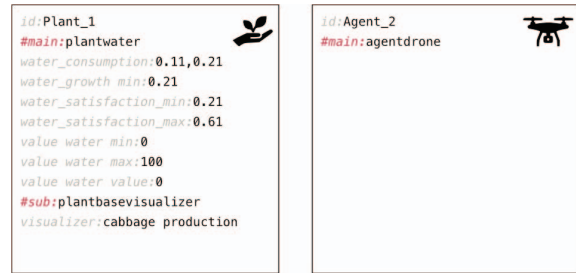 id:Plant_1
#main:plantwater
water_consumption:0.11,0.21
water_growth min:0.21
water_satisfaction_min:0.21
water_satisfaction_max:0.61
value water min:0
value water max:100
value water value:0
#sub:plantbasevisualizer
visualizer:cabbage production
id:Agent_2
#main:agentdrone